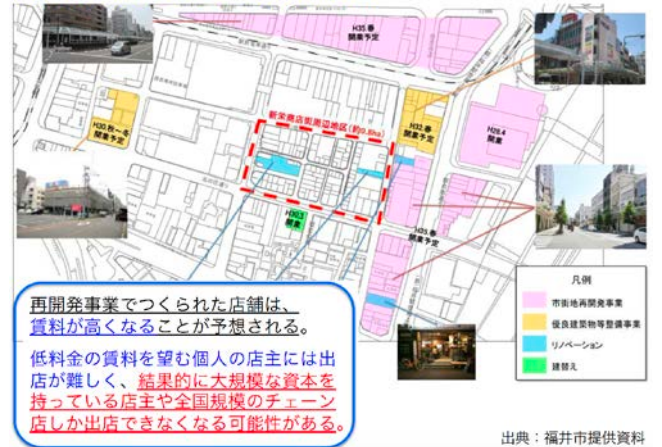 H35.春
開業予定
新栄商店街周辺地区(約0.8ha)
H30.秋~冬
開業予定
H32.春
開業予定
H28.4
開業
H30.3
開業
H35.春
開業予定
再開発事業でつくられた店舗は、
賃料が高くなることが予想される。
低料金の賃料を望む個人の店主には出
店が難しく、結果的に大規模な資本を
持っている店主や全国規模のチェーン
店しか出店できなくなる可能性がある。
凡例
市街地再開発事業
優良建築物等整備事業
リノベーション
建替え
出典:福井市提供資料